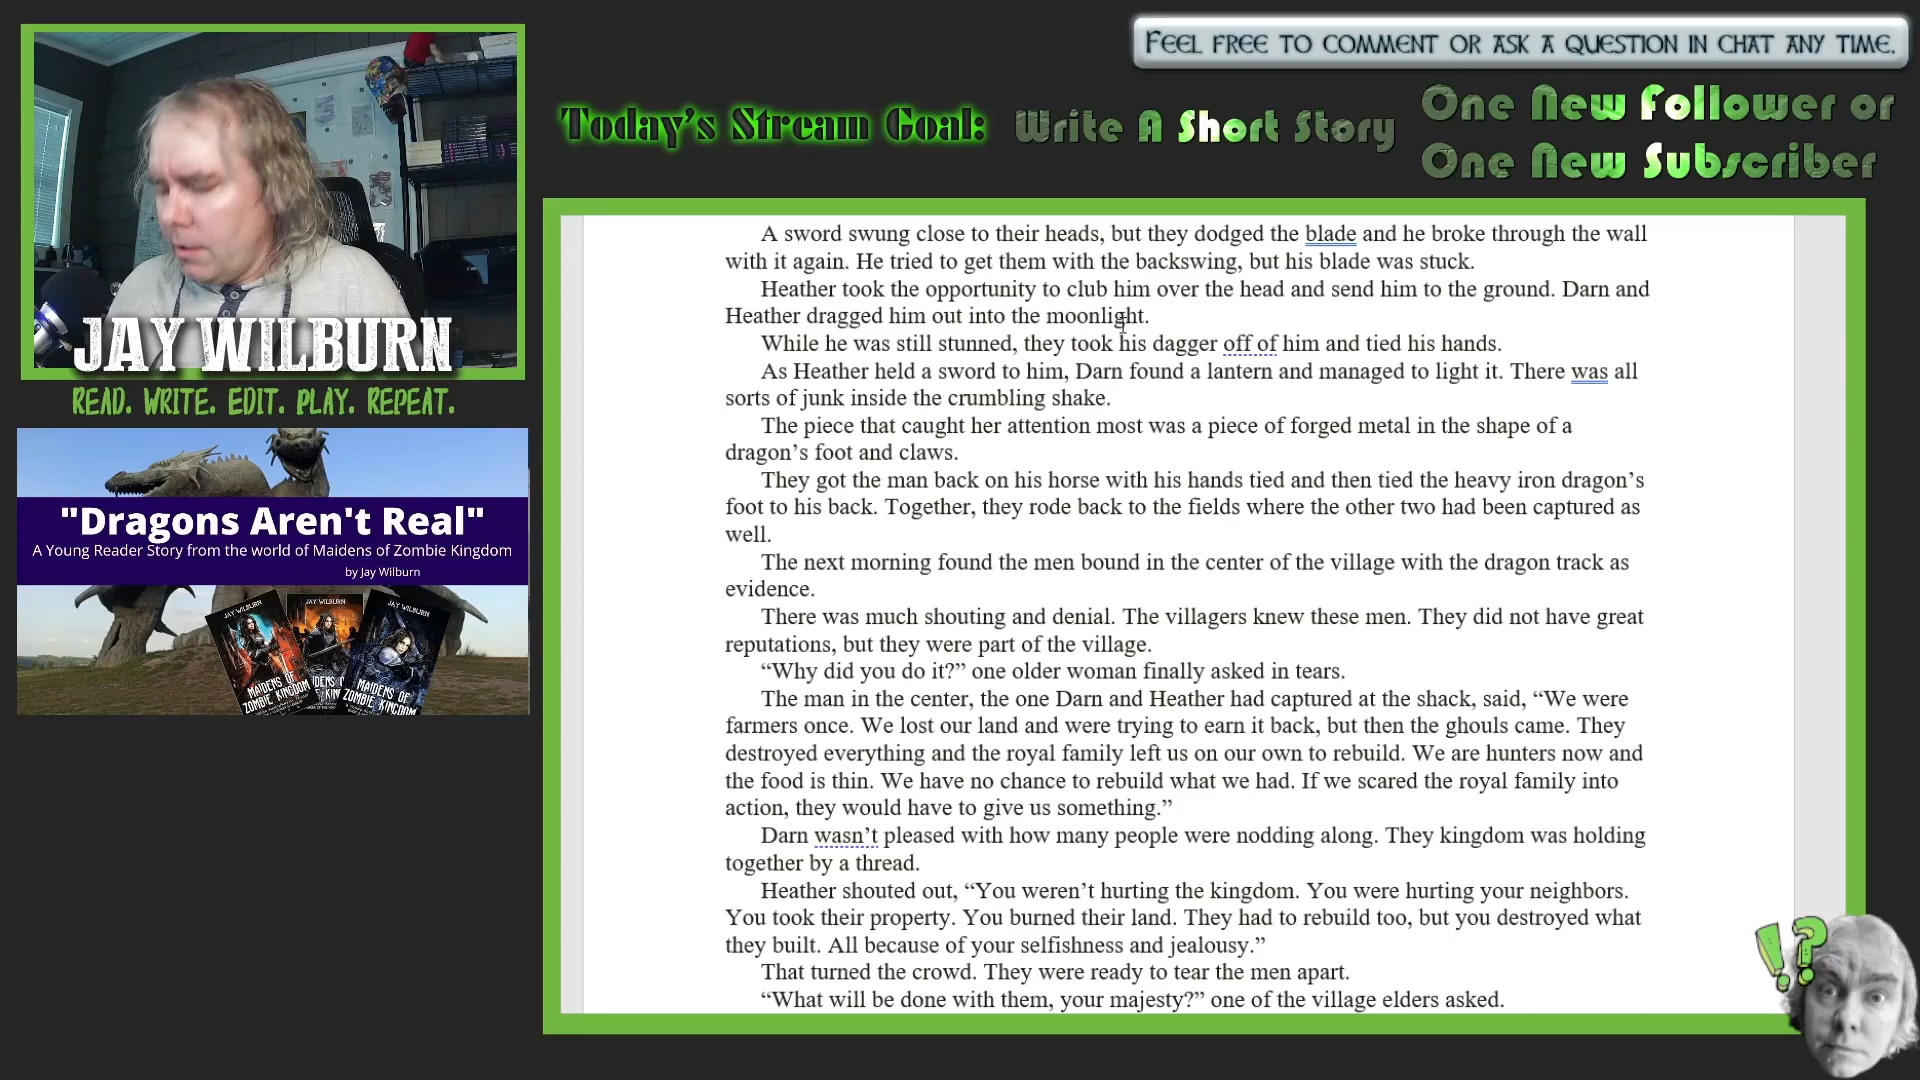 FEEL FREE TO COMMENT OR ASK A QUESTION IN CHAT ANY TIME.
Today's Stream Goal:
Write A Short Story
One New Follower or
One New Subscriber
JAY WILBURN
READ. WRITE. EDIT. PLAY. REPEAT.
"Dragons Aren't Real"
A Young Reader Story from the world of Maidens of Zombie Kingdom
by Jay Wilburn
JAY WILBURN
JAY WILBURN
JAY WILBURN
MAIDENS OF
ZOMBIE KINGDOM
MAIDENS OF
ZOMBIE KINGDOM
A sword swung close to their heads, but they dodged the blade and he broke through the wall
with it again. He tried to get them with the backswing, but his blade was stuck.
Heather took the opportunity to club him over the head and send him to the ground. Darn and
Heather dragged him out into the moonlight.
While he was still stunned, they took his dagger off of him and tied his hands.
As Heather held a sword to him, Darn found a lantern and managed to light it. There was all
sorts of junk inside the crumbling shake.
The piece that caught her attention most was a piece of forged metal in the shape of a
dragon’s foot and claws.
They got the man back on his horse with his hands tied and then tied the heavy iron dragon’s
foot to his back. Together, they rode back to the fields where the other two had been captured as
well.
The next morning found the men bound in the center of the village with the dragon track as
evidence.
There was much shouting and denial. The villagers knew these men. They did not have great
reputations, but they were part of the village.
“Why did you do it?” one older woman finally asked in tears.
The man in the center, the one Darn and Heather had captured at the shack, said, “We were
farmers once. We lost our land and were trying to earn it back, but then the ghouls came. They
destroyed everything and the royal family left us on our own to rebuild. We are hunters now and
the food is thin. We have no chance to rebuild what we had. If we scared the royal family into
action, they would have to give us something.”
Darn wasn’t pleased with how many people were nodding along. They kingdom was holding
together by a thread.
Heather shouted out, “You weren’t hurting the kingdom. You were hurting your neighbors.
You took their property. You burned their land. They had to rebuild too, but you destroyed what
they built. All because of your selfishness and jealousy.”
That turned the crowd. They were ready to tear the men apart.
“What will be done with them, your majesty?” one of the village elders asked.
!?